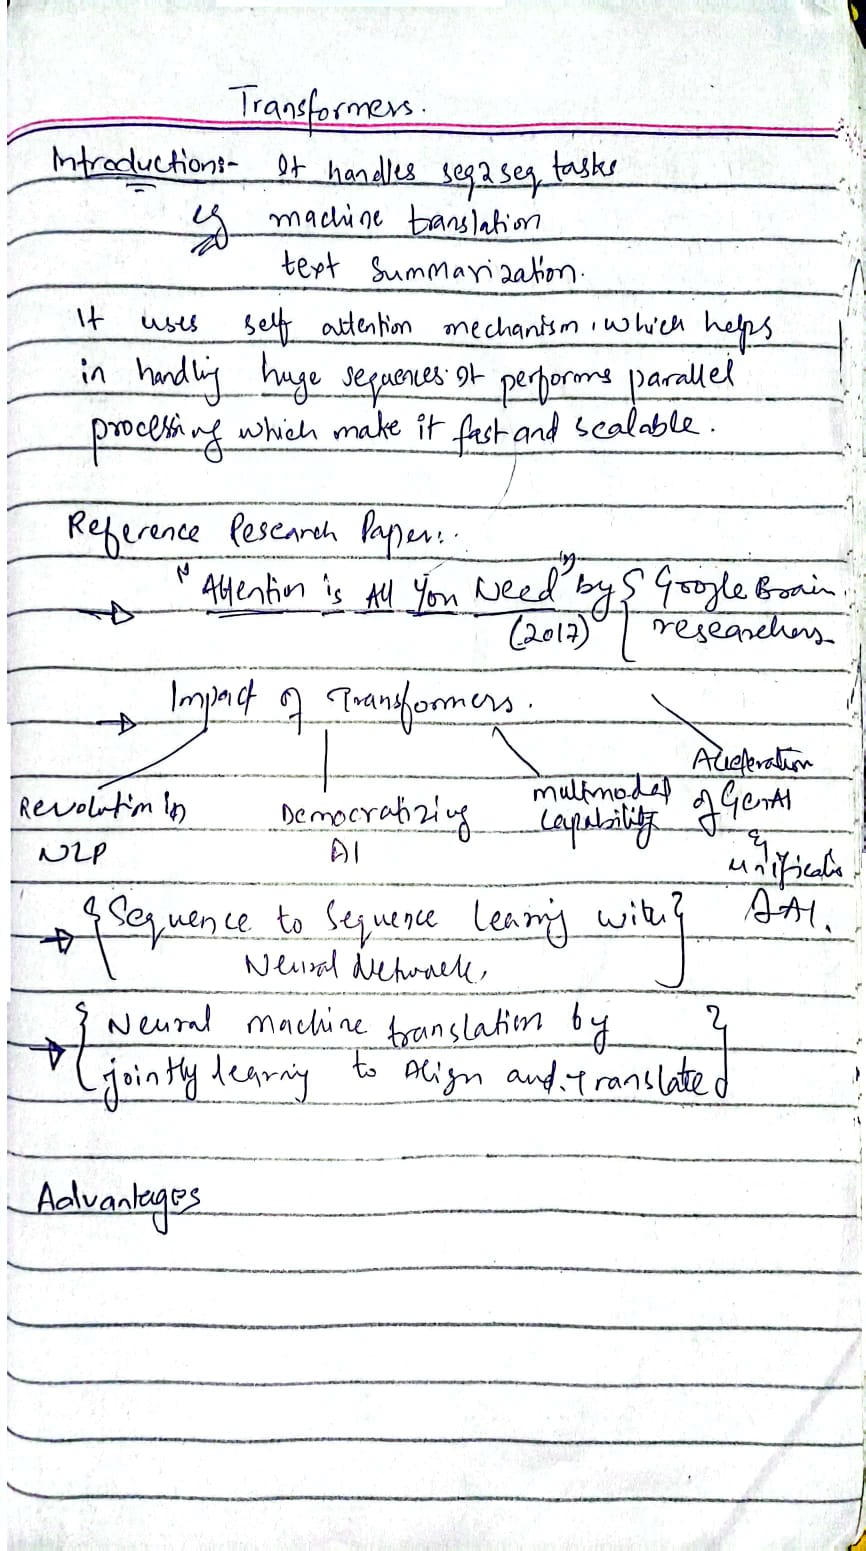 Transformers.
Introduction:- It handles seq2seq tasks
eg machine translation
text summarization.
It uses self attention mechanism, which helps
in handling huge sequences. It performs parallel
processing which make it fast and scalable.
Reference Research Paper:.
"Attention is All You Need" by { Google Brain
(2017) researchers
→ Impact of Transformers.
Revolution in NLP
Democratizing AI
multimodal capability
Acceleration of GenAI
& unification of AI.
→ { Sequence to Sequence learning with }
Neural Network,
→ { Neural machine translation by }
jointly learning to Align and Translate
Advantages